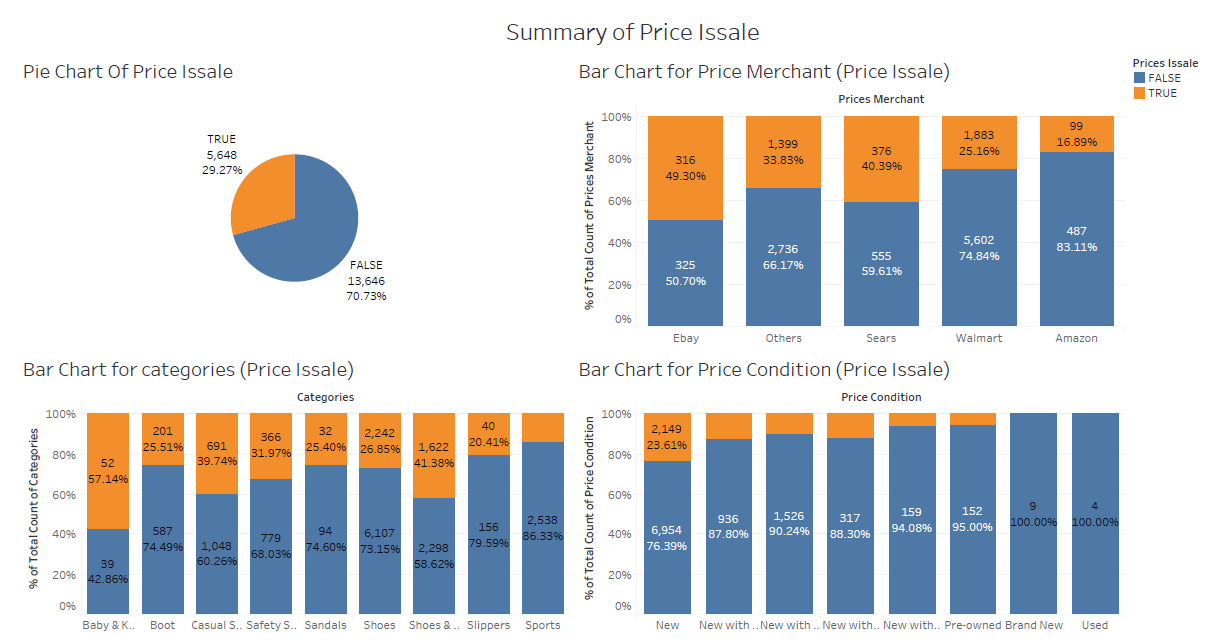 Summary of Price Issale
Pie Chart Of Price Issale
TRUE
5,648
29.27%
FALSE
13,646
70.73%
Bar Chart for Price Merchant (Price Issale)
Prices Merchant
% of Total Count of Prices Merchant
100%
80%
60%
40%
20%
0%
316
49.30%
1,399
33.83%
376
40.39%
1,883
25.16%
99
16.89%
325
50.70%
2,736
66.17%
555
59.61%
5,602
74.84%
487
83.11%
Ebay
Others
Sears
Walmart
Amazon
Prices Issale
FALSE
TRUE
Bar Chart for categories (Price Issale)
Categories
% of Total Count of Categories
100%
80%
60%
40%
20%
0%
52
57.14%
201
25.51%
691
39.74%
366
31.97%
32
25.40%
2,242
26.85%
1,622
41.38%
40
20.41%
39
42.86%
587
74.49%
1,048
60.26%
779
68.03%
94
74.60%
6,107
73.15%
2,298
58.62%
156
79.59%
2,538
86.33%
Baby & K..
Boot
Casual S..
Safety S..
Sandals
Shoes
Shoes & ..
Slippers
Sports
Bar Chart for Price Condition (Price Issale)
Price Condition
% of Total Count of Price Condition
100%
80%
60%
40%
20%
0%
2,149
23.61%
6,954
76.39%
936
87.80%
1,526
90.24%
317
88.30%
159
94.08%
152
95.00%
9
100.00%
4
100.00%
New
New with ..
New with ..
New with..
New with..
Pre-owned
Brand New
Used